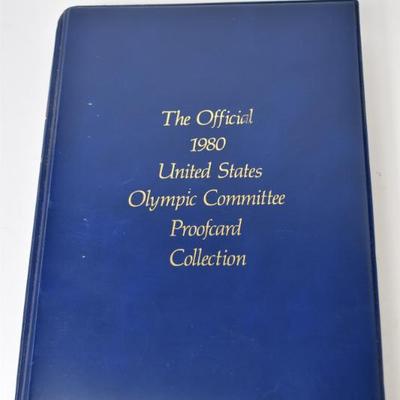 The Official
1980
United States
Olympic Committee
Proofcard
Collection